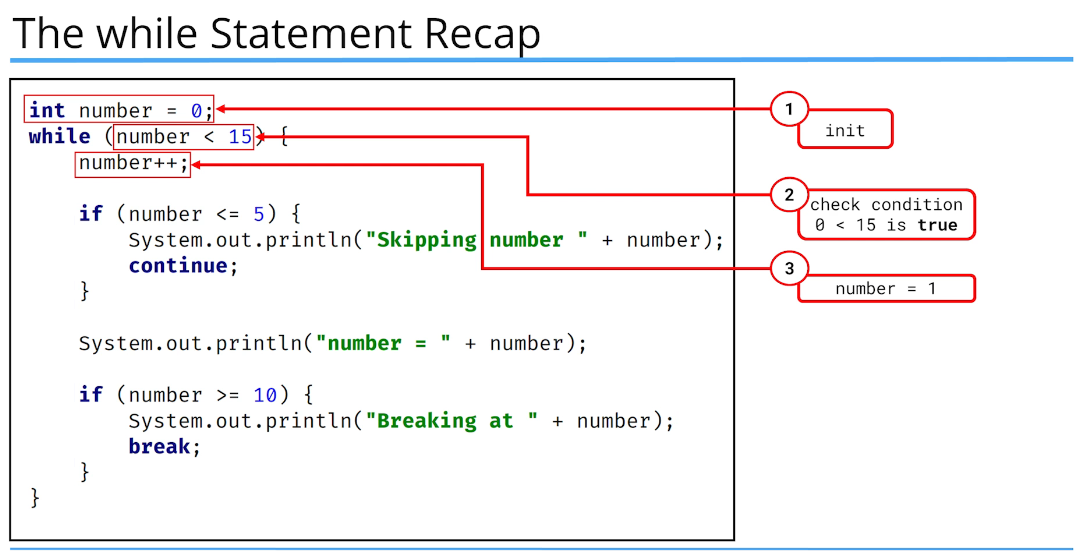 The while Statement Recap
int number = 0;
while (number < 15) {
number++;
if (number <= 5) {
System.out.println("Skipping number " + number);
continue;
}
System.out.println("number = " + number);
if (number >= 10) {
System.out.println("Breaking at " + number);
break;
}
}
1
init
2
check condition
0 < 15 is true
3
number = 1